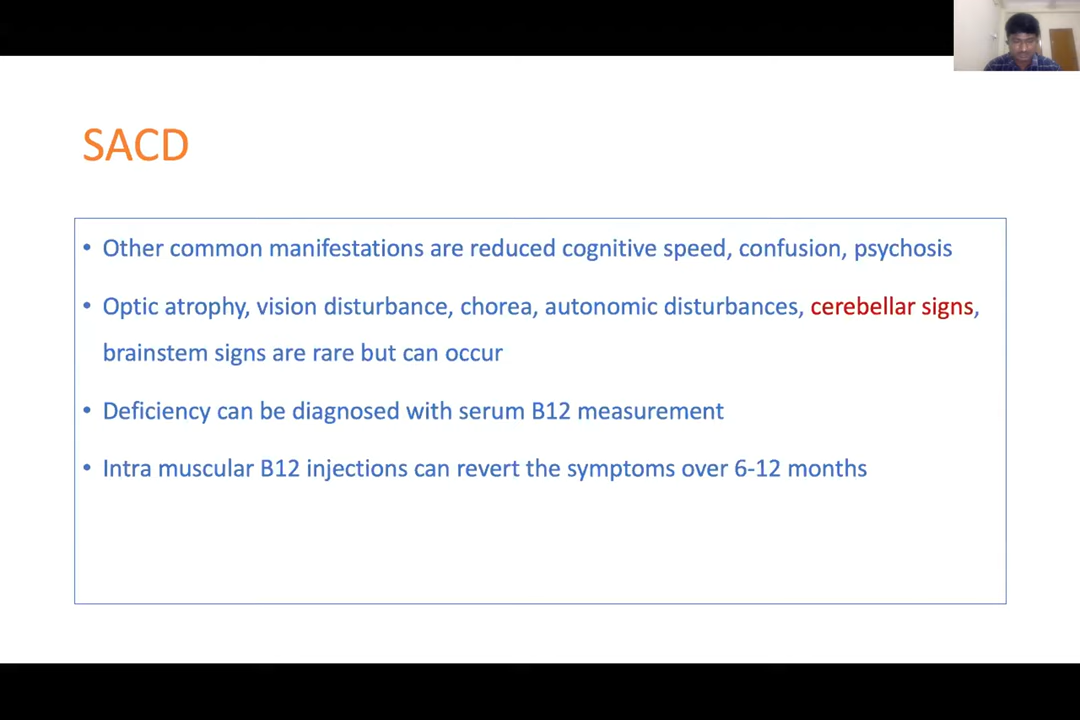 SACD
• Other common manifestations are reduced cognitive speed, confusion, psychosis
• Optic atrophy, vision disturbance, chorea, autonomic disturbances, cerebellar signs,
brainstem signs are rare but can occur
• Deficiency can be diagnosed with serum B12 measurement
• Intra muscular B12 injections can revert the symptoms over 6-12 months